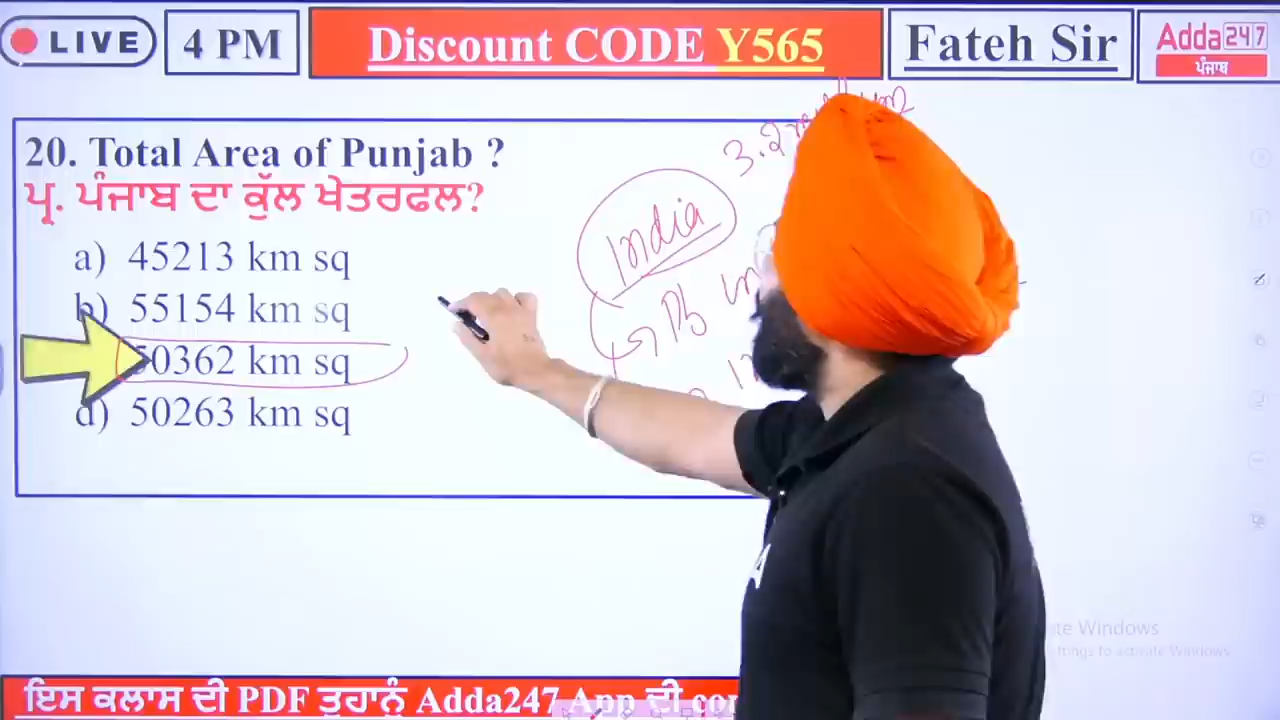 LIVE
4 PM
Discount CODE Y565
Fateh Sir
Adda247
ਪੰਜਾਬ
20. Total Area of Punjab ?
ਪ੍ਰ. ਪੰਜਾਬ ਦਾ ਕੁੱਲ ਖੇਤਰਫਲ?
a) 45213 km sq
b) 55154 km sq
50362 km sq
d) 50263 km sq
India
ਇਸ ਕਲਾਸ ਦੀ PDF ਤੁਹਾਨੂੰ Adda247 App ਦੀ